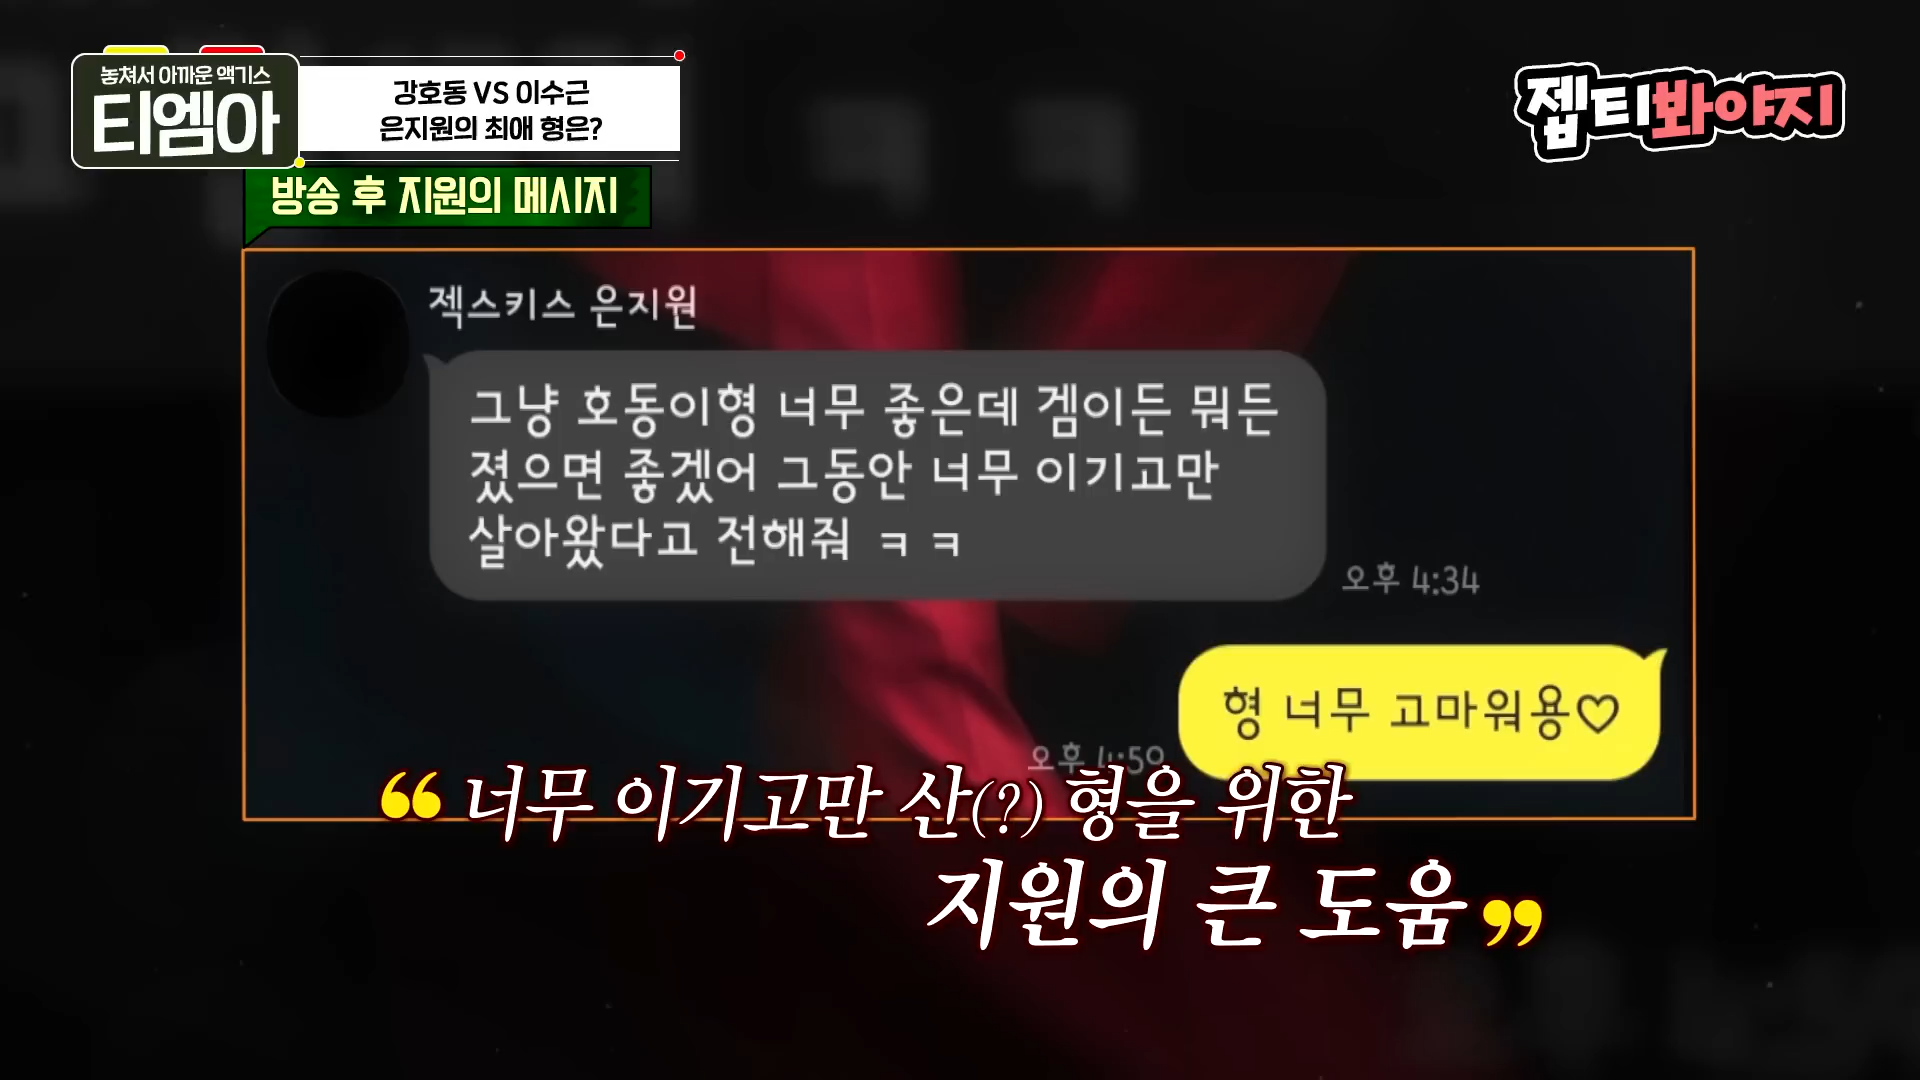 놓쳐서 아까운 액기스
티엠아
강호동 VS 이수근
은지원의 최애 형은?
젭티봐야지
방송 후 지원의 메시지
젝스키스 은지원
그냥 호동이형 너무 좋은데 겜이든 뭐든
졌으면 좋겠어 그동안 너무 이기고만
살아왔다고 전해줘 ㅋㅋ
오후 4:34
형 너무 고마워용♡
오후 4:50
“너무 이기고만 산(?) 형을 위한
지원의 큰 도움”